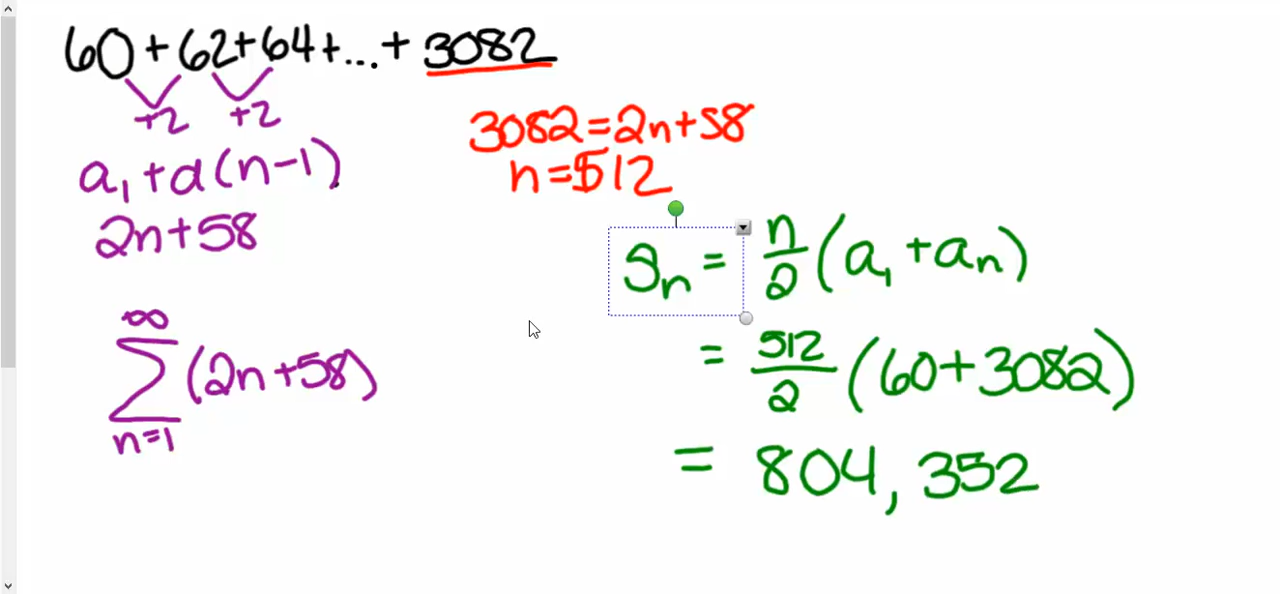 60+62+64+...+ 3082
+2 +2
a₁+d(n-1)
2n+58
∞
∑ (2n+58)
n=1
3082=2n+58
n=512
Sₙ = n/2 (a₁ +aₙ)
= 512/2 (60+3082)
= 804,352